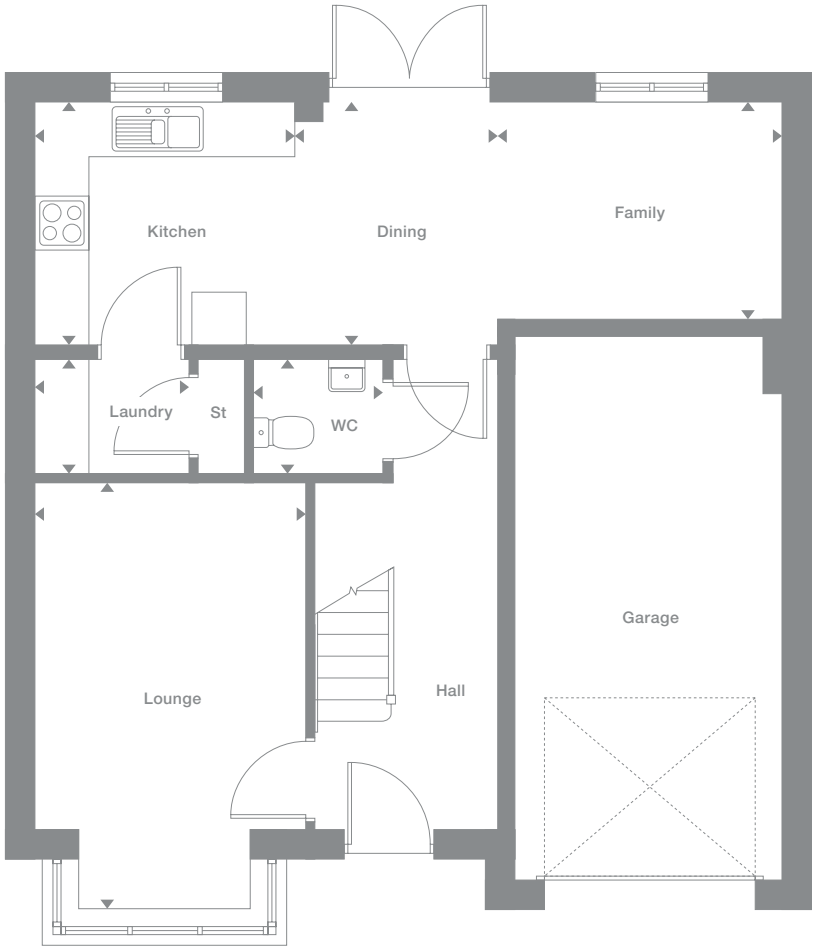 Family
Kitchen
Dining
Laundry
St
WC
Garage
Hall
Lounge